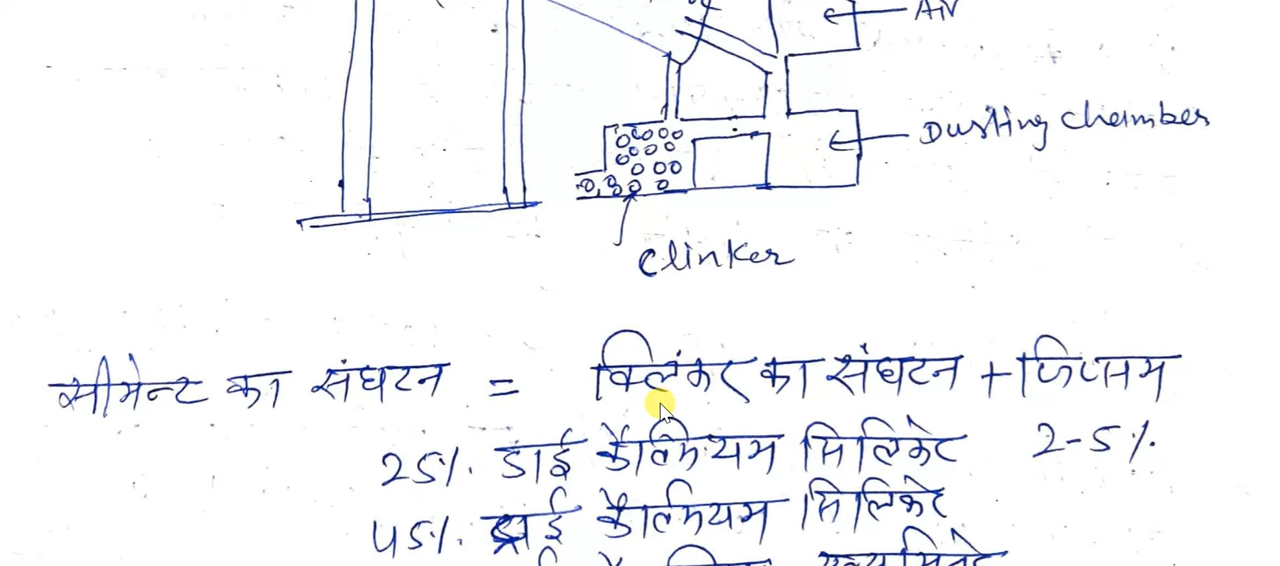 Air
Dusting chamber
Clinker
सीमेन्ट का संघटन = क्लिंकर का संघटन + जिप्सम
25%. डाई कैल्सियम सिलिकेट 2-5%.
45%. ट्राई कैल्सियम सिलिकेट